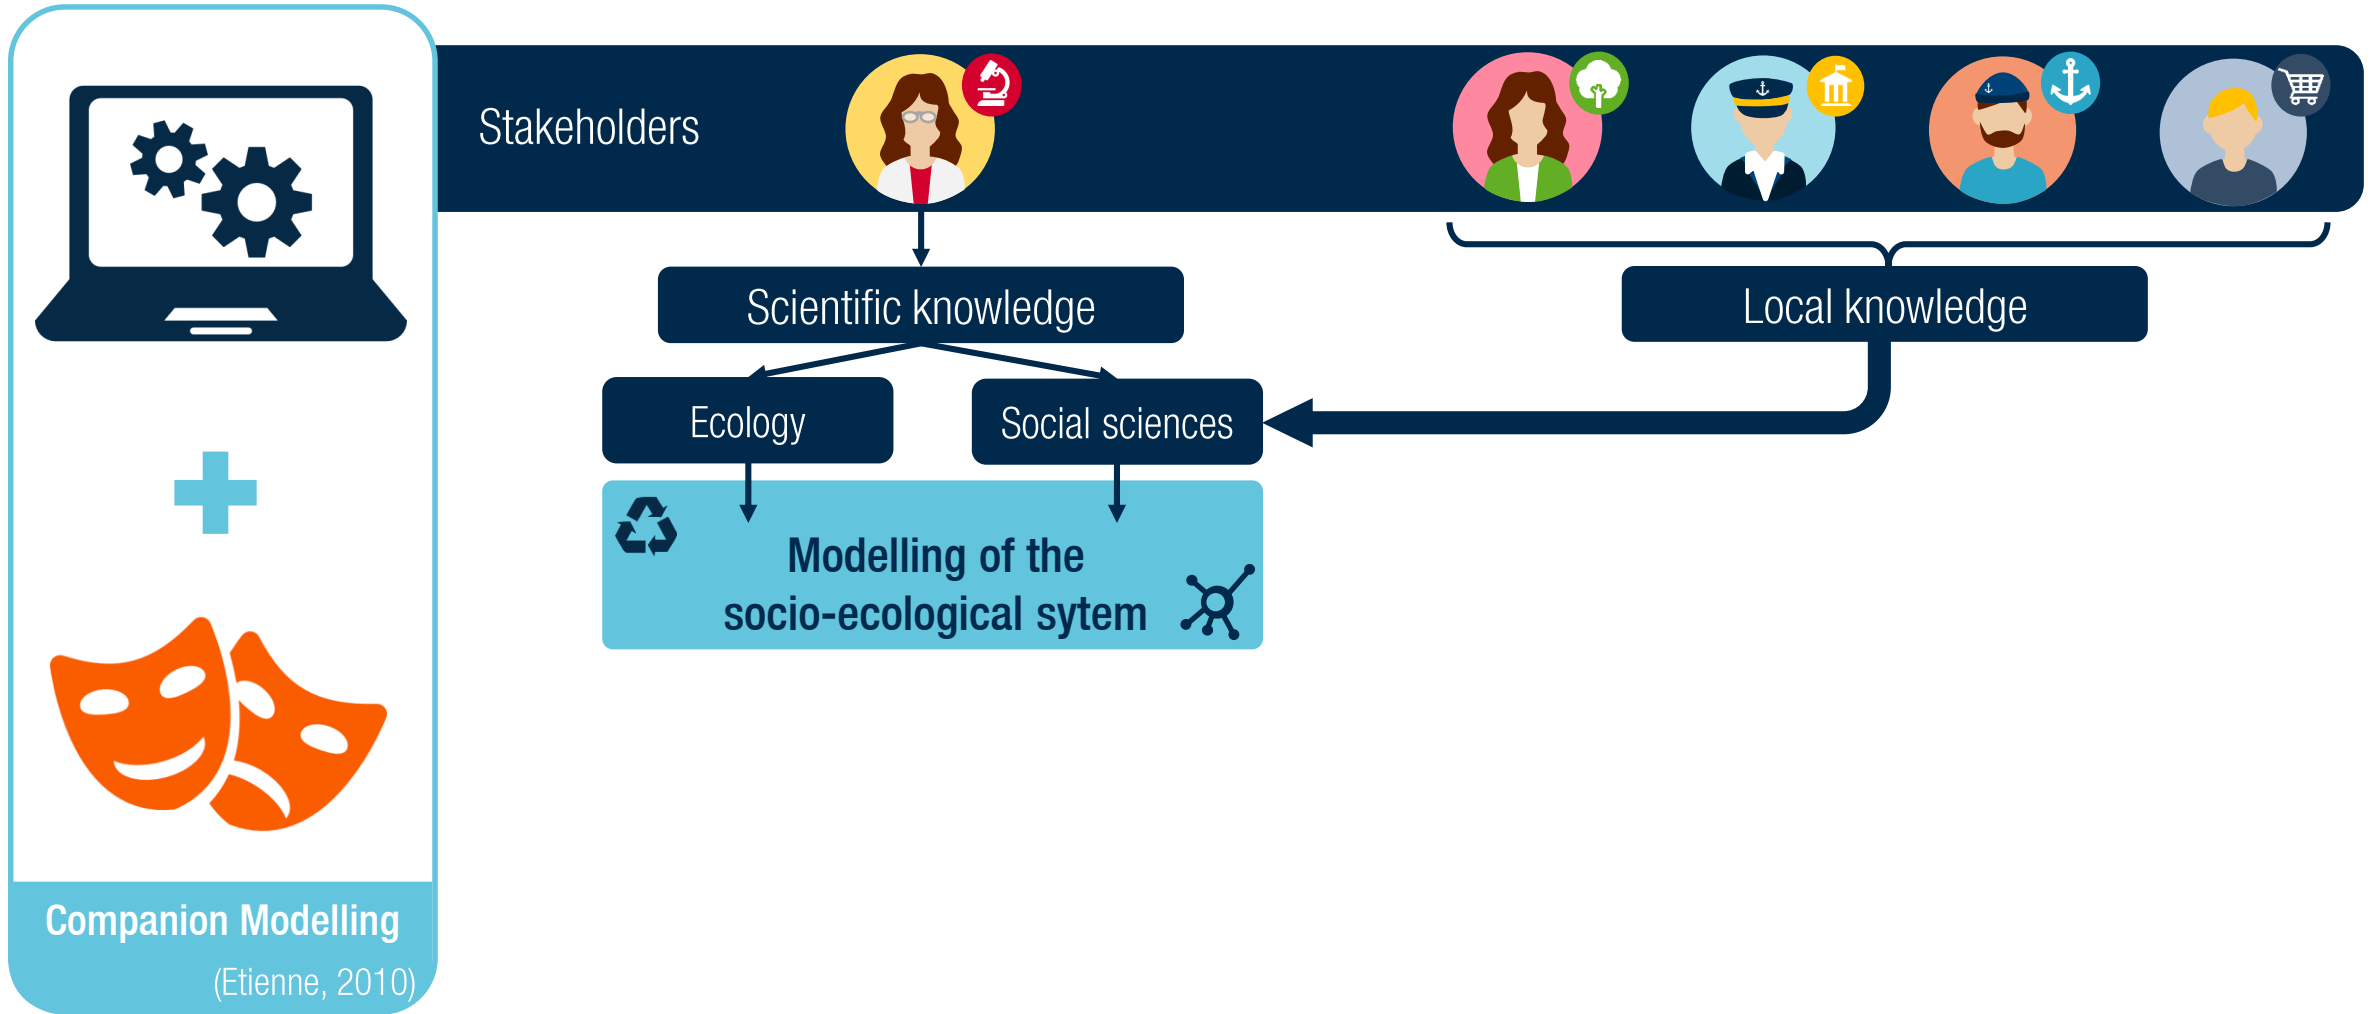 Stakeholders
Scientific knowledge
Local knowledge
Ecology
Social sciences
Modelling of the
socio-ecological sytem
Companion Modelling
(Etienne, 2010)